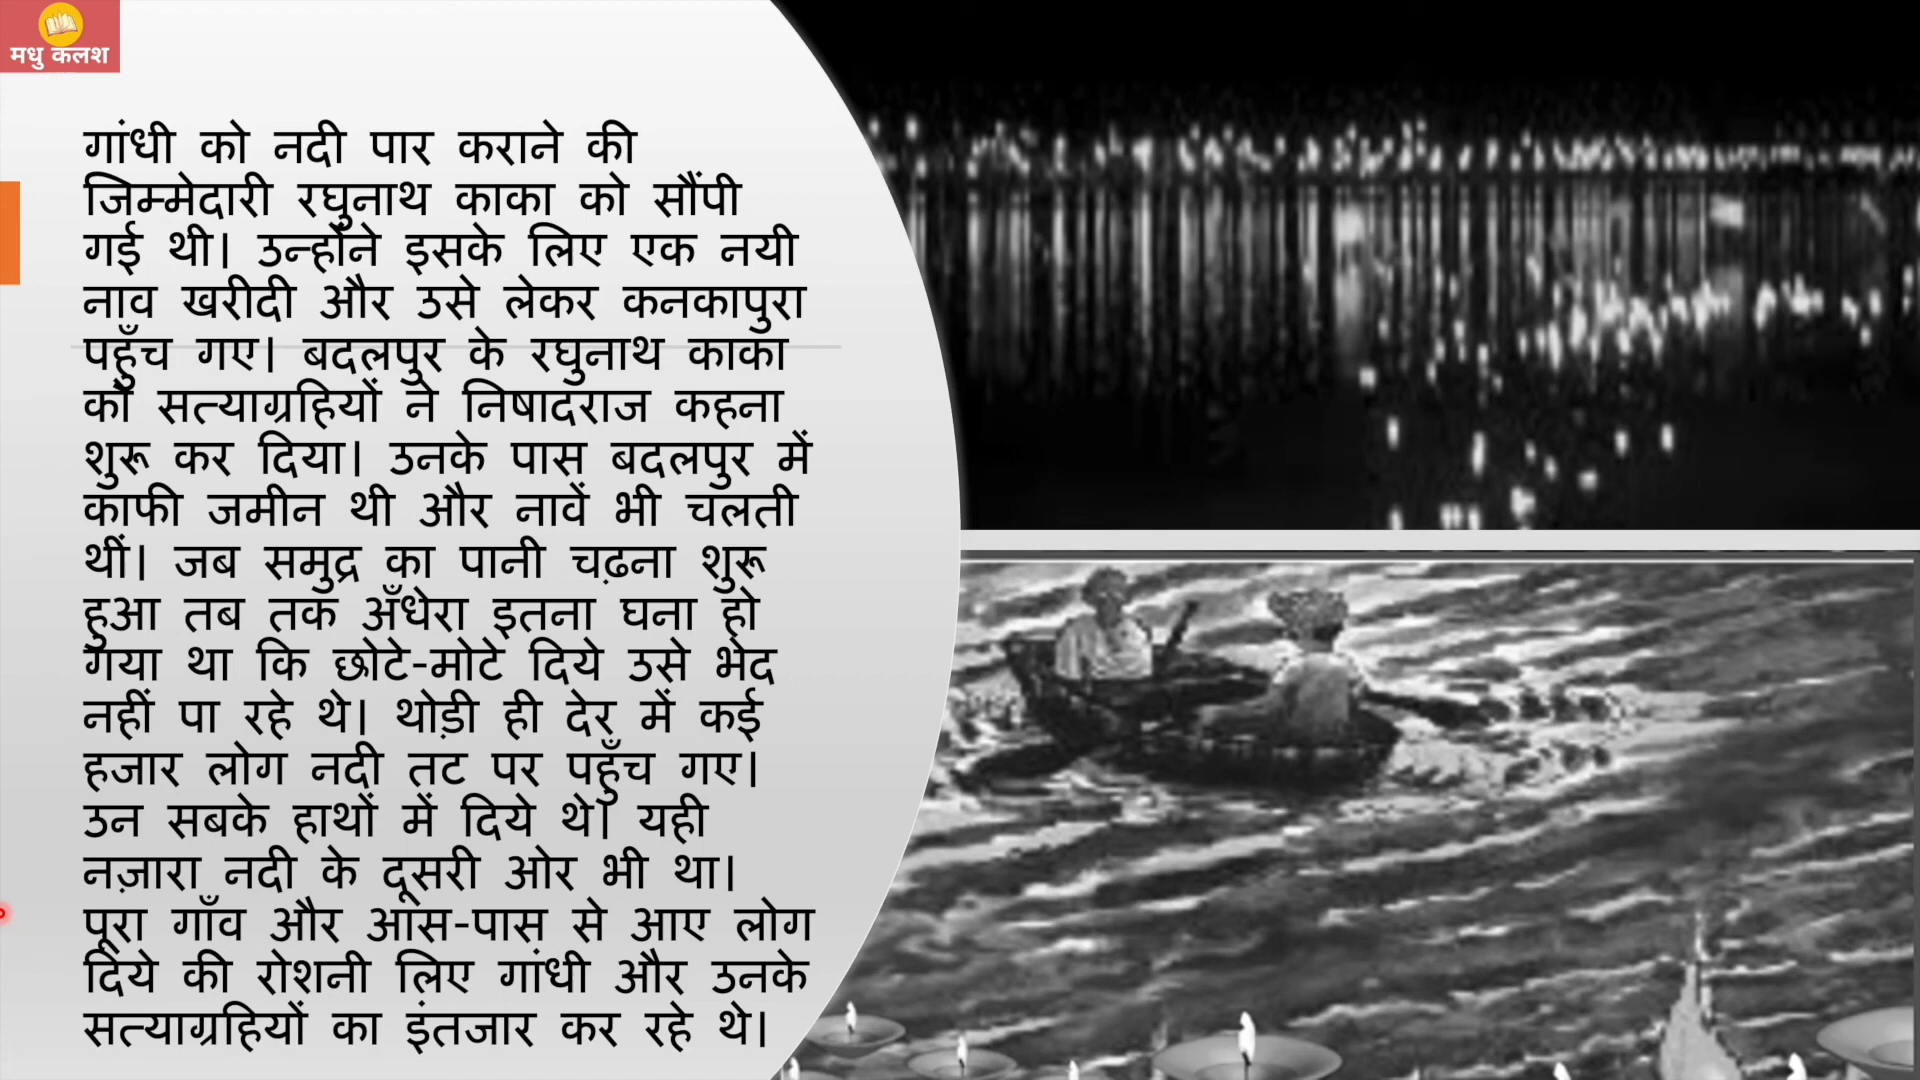 मधु कलश
गांधी को नदी पार कराने की
जिम्मेदारी रघुनाथ काका को सौंपी
गई थी। उन्होंने इसके लिए एक नयी
नाव खरीदी और उसे लेकर कनकापुरा
पहुँच गए। बदलपुर के रघुनाथ काका
को सत्याग्रहियों ने निषादराज कहना
शुरू कर दिया। उनके पास बदलपुर में
काफी जमीन थी और नावें भी चलती
थीं। जब समुद्र का पानी चढ़ना शुरू
हुआ तब तक अँधेरा इतना घना हो
गया था कि छोटे-मोटे दिये उसे भेद
नहीं पा रहे थे। थोड़ी ही देर में कई
हजार लोग नदी तट पर पहुँच गए।
उन सबके हाथों में दिये थे। यही
नज़ारा नदी के दूसरी ओर भी था।
पूरा गाँव और आस-पास से आए लोग
दिये की रोशनी लिए गांधी और उनके
सत्याग्रहियों का इंतजार कर रहे थे।